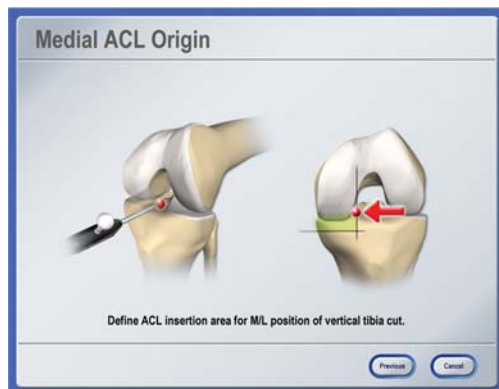 Medial ACL Origin
Define ACL insertion area for M/L position of vertical tibia cut.
Previous Cancel